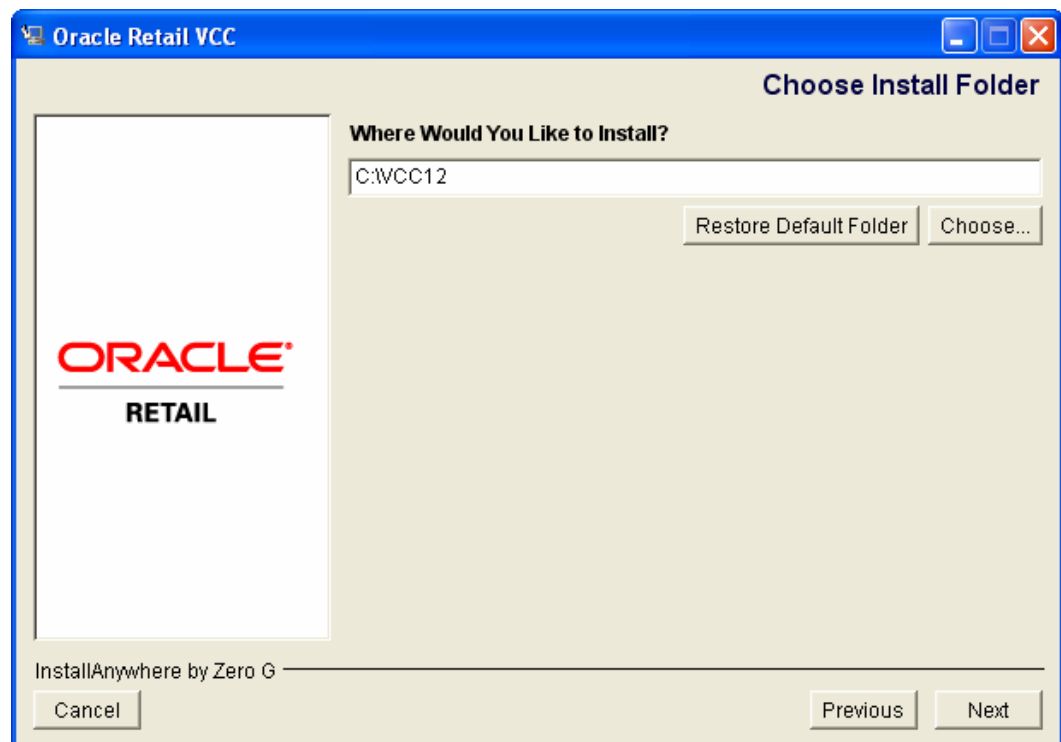 Oracle Retail VCC
Choose Install Folder
Where Would You Like to Install?
C:\VCC12
Restore Default Folder Choose...
ORACLE®
RETAIL
InstallAnywhere by Zero G
Cancel Previous Next